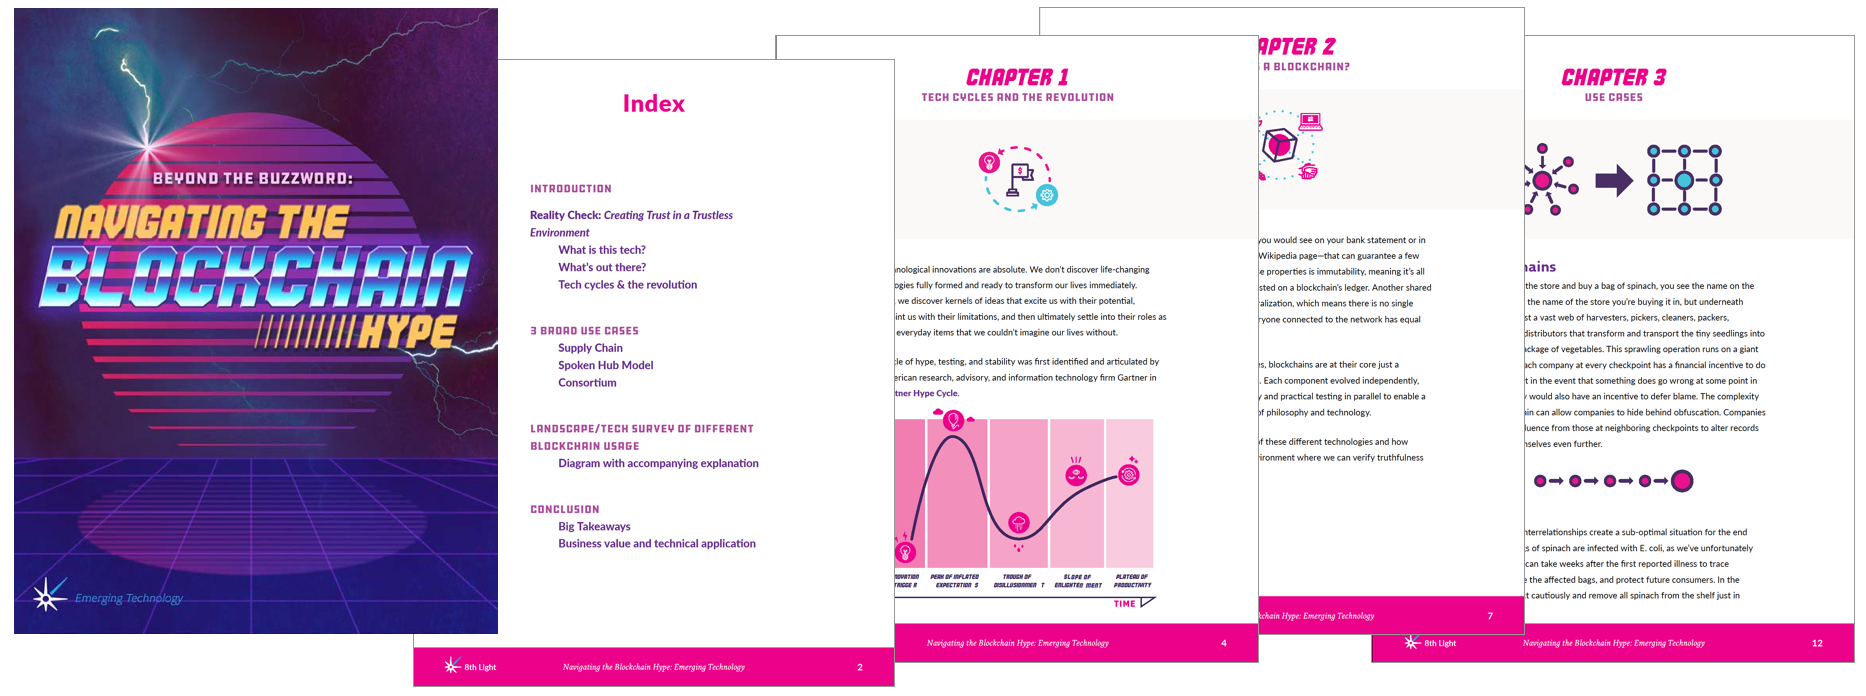 BEYOND THE BUZZWORD:
NAVIGATING THE
BLOCKCHAIN
HYPE
Emerging Technology
Index
INTRODUCTION
Reality Check: Creating Trust in a Trustless
Environment
What is this tech?
What's out there?
Tech cycles & the revolution
3 BROAD USE CASES
Supply Chain
Spoken Hub Model
Consortium
LANDSCAPE/TECH SURVEY OF DIFFERENT
BLOCKCHAIN USAGE
Diagram with accompanying explanation
CONCLUSION
Big Takeaways
Business value and technical application
8th Light
Navigating the Blockchain Hype: Emerging Technology
2
CHAPTER 1
TECH CYCLES AND THE REVOLUTION
$
nological innovations are absolute. We don't discover life-changing
ogies fully formed and ready to transform our lives immediately.
we discover kernels of ideas that excite us with their potential,
int us with their limitations, and then ultimately settle into their roles as
everyday items that we couldn't imagine our lives without.
cle of hype, testing, and stability was first identified and articulated by
erican research, advisory, and information technology firm Gartner in
tner Hype Cycle.
NOVATION
TRIGGE R
PEAK OF INFLATED
EXPECTATION S
TROUGH OF
DISILLUSIONMEN T
SLOPE OF
ENLIGHTEN MENT
PLATEAU OF
PRODUCTIVITY
TIME
Navigating the Blockchain Hype: Emerging Technology
4
APTER 2
A BLOCKCHAIN?
you would see on your bank statement or in
Wikipedia page—that can guarantee a few
e properties is immutability, meaning it's all
sted on a blockchain's ledger. Another shared
ralization, which means there is no single
ryone connected to the network has equal
es, blockchains are at their core just a
. Each component evolved independently,
y and practical testing in parallel to enable a
of philosophy and technology.
of these different technologies and how
vironment where we can verify truthfulness
kchain Hype: Emerging Technology
7
CHAPTER 3
USE CASES
hains
the store and buy a bag of spinach, you see the name on the
the name of the store you're buying it in, but underneath
st a vast web of harvesters, pickers, cleaners, packers,
distributors that transform and transport the tiny seedlings into
ackage of vegetables. This sprawling operation runs on a giant
ach company at every checkpoint has a financial incentive to do
t in the event that something does go wrong at some point in
y would also have an incentive to defer blame. The complexity
ain can allow companies to hide behind obfuscation. Companies
luence from those at neighboring checkpoints to alter records
mselves even further.
nterrelationships create a sub-optimal situation for the end
s of spinach are infected with E. coli, as we've unfortunately
can take weeks after the first reported illness to trace
e the affected bags, and protect future consumers. In the
t cautiously and remove all spinach from the shelf just in
8th Light
Navigating the Blockchain Hype: Emerging Technology
12